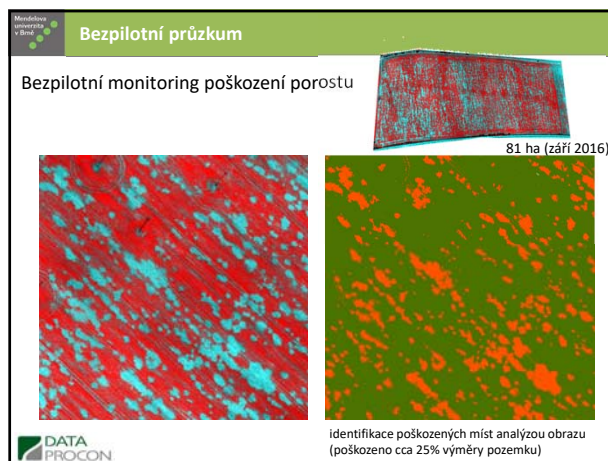 Mendelova
univerzita
v Brně
Bezpilotní průzkum
Bezpilotní monitoring poškození porostu
81 ha (září 2016)
identifikace poškozených míst analýzou obrazu
(poškozeno cca 25% výměry pozemku)
DATA
PROCON